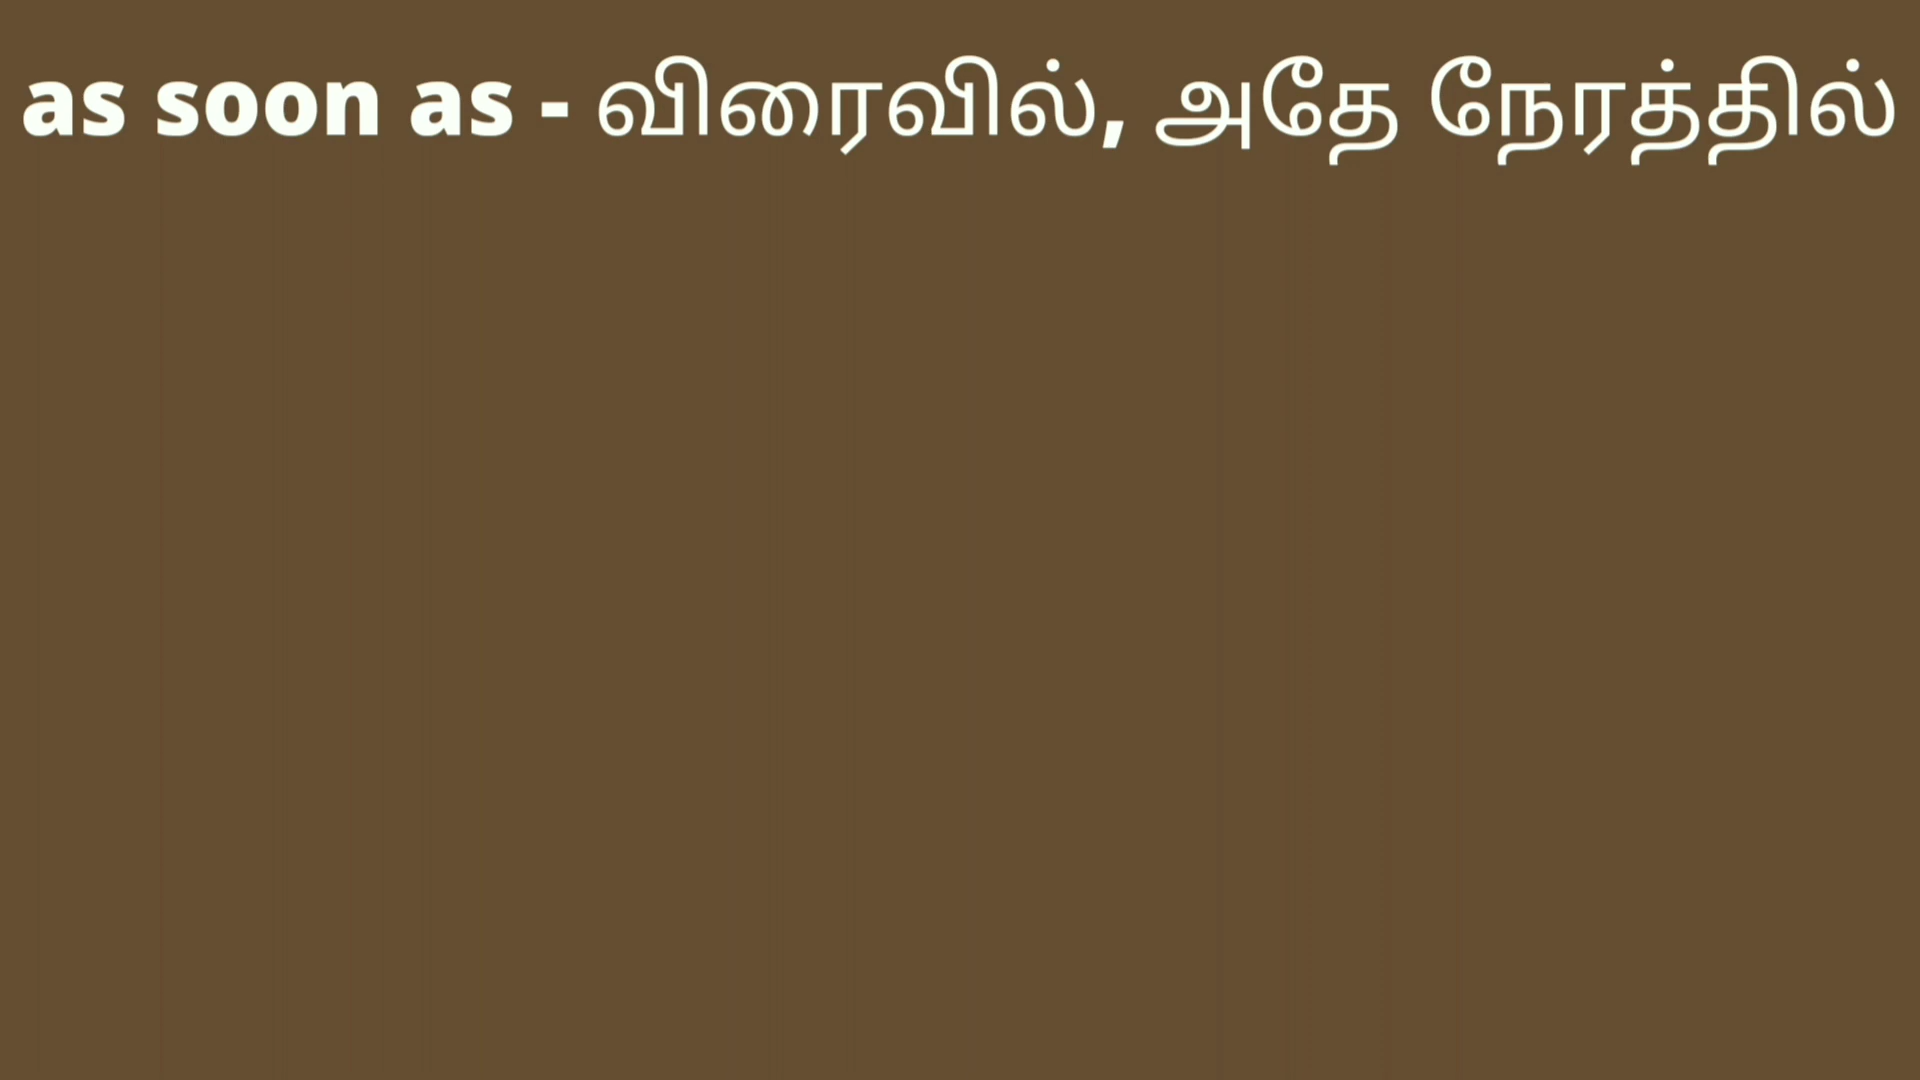 as soon as - விரைவில், அதே நேரத்தில்